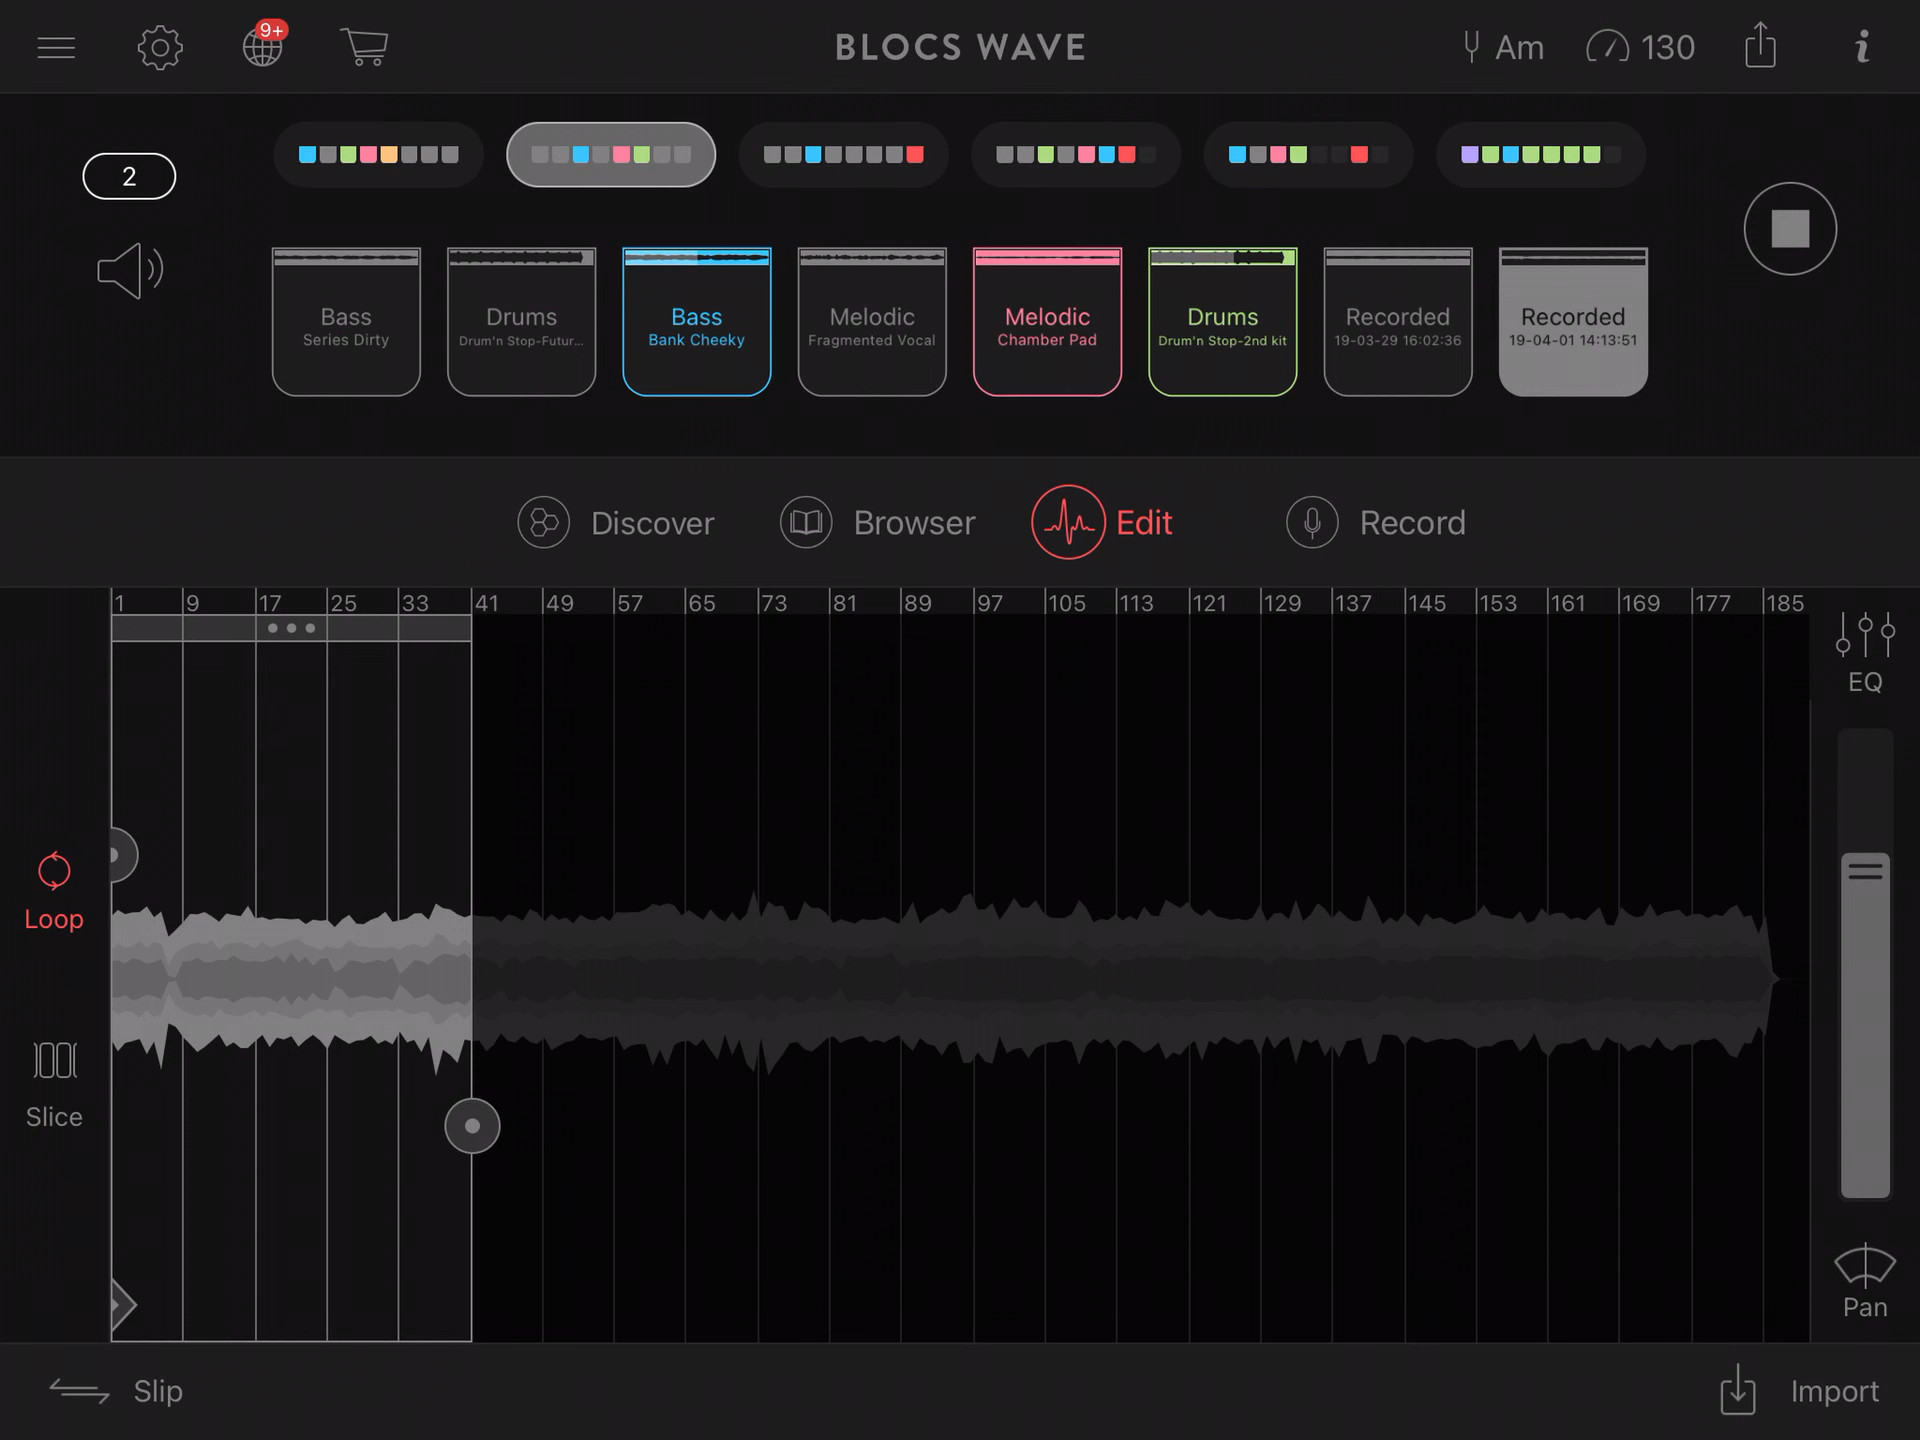 9+
BLOCS WAVE
Am
130
2
Bass
Series Dirty
Drums
Drum'n Stop-Futur...
Bass
Bank Cheeky
Melodic
Fragmented Vocal
Melodic
Chamber Pad
Drums
Drum'n Stop-2nd kit
Recorded
19-03-29 16:02:36
Recorded
19-04-01 14:13:51
Discover
Browser
Edit
Record
1 9 17 25 33 41 49 57 65 73 81 89 97 105 113 121 129 137 145 153 161 169 177 185
EQ
Loop
Slice
Pan
Slip
Import